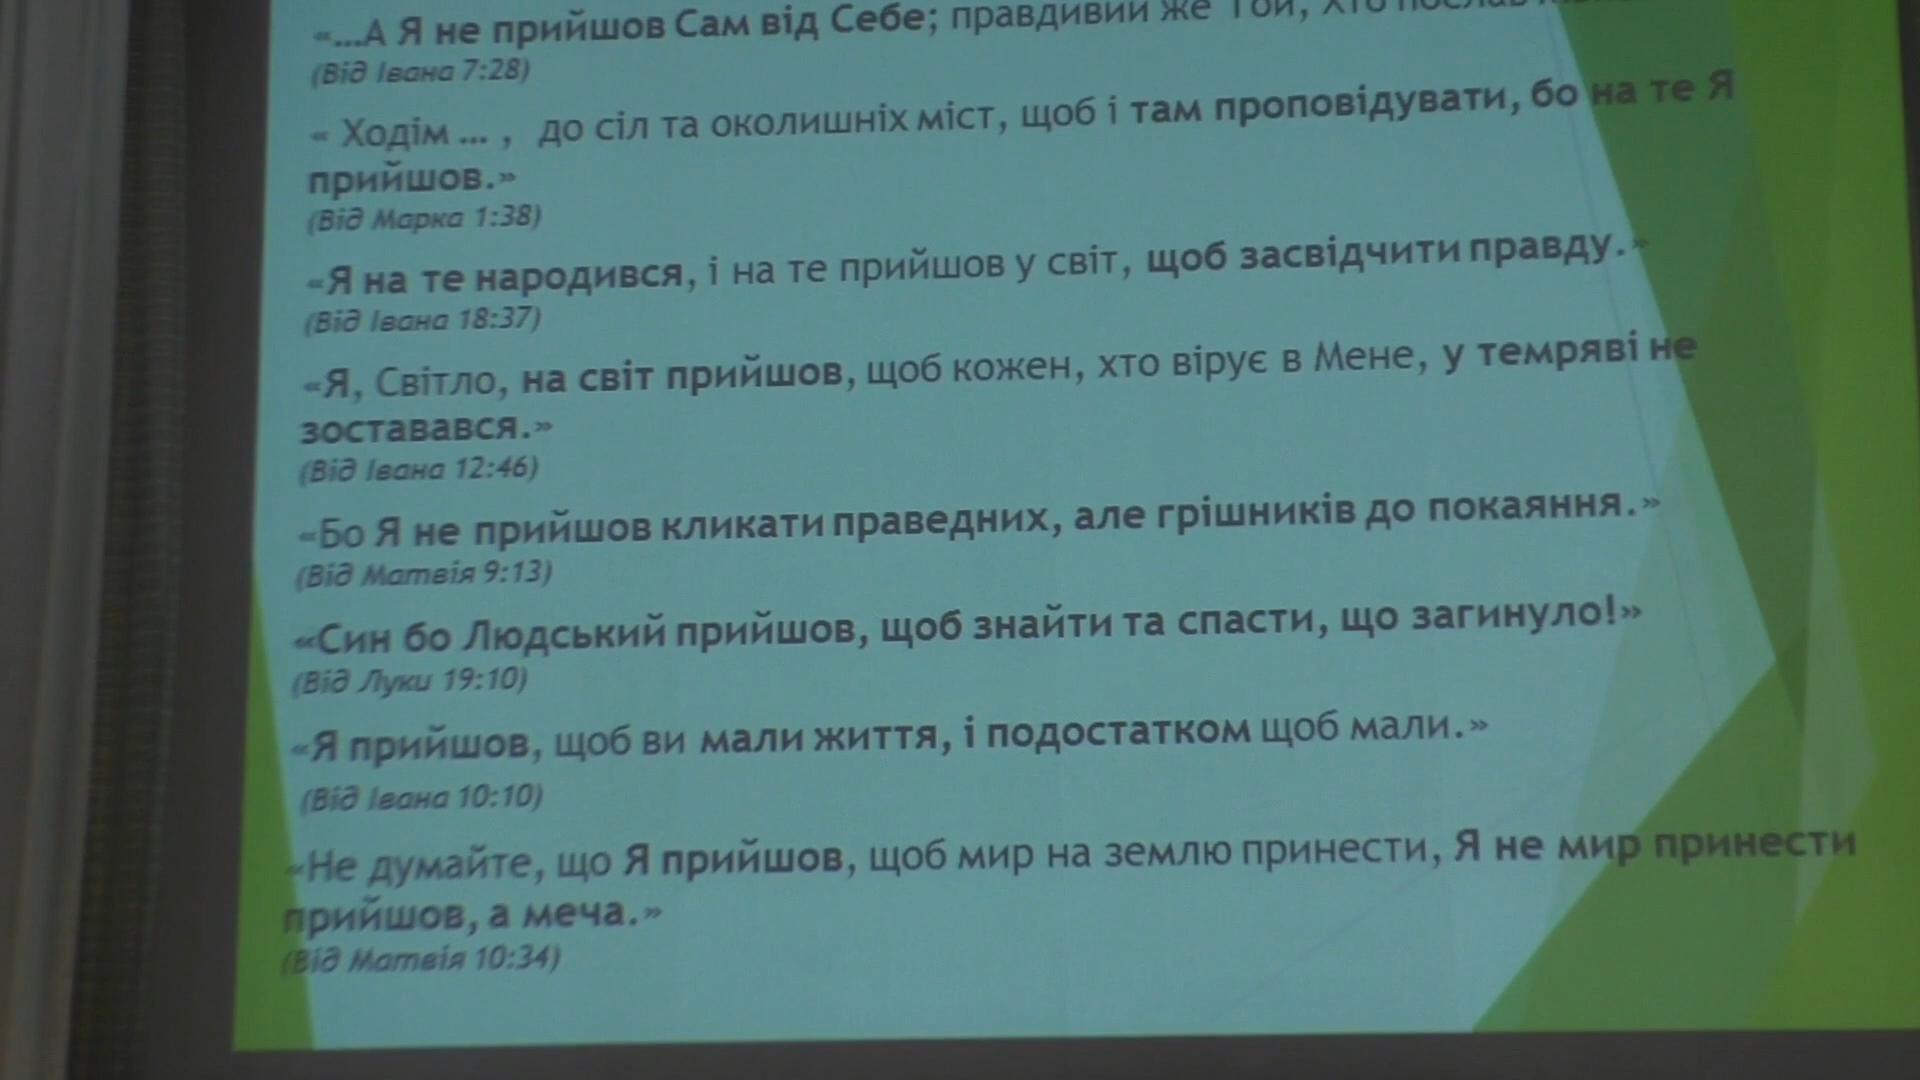 «...А Я не прийшов Сам від Себе; правдивий же Той, Хто послав
(Від Івана 7:28)
« Ходім ... , до сіл та околишніх міст, щоб і там проповідувати, бо на те Я
прийшов.»
(Від Марка 1:38)
«Я на те народився, і на те прийшов у світ, щоб засвідчити правду.»
(Від Івана 18:37)
«Я, Світло, на світ прийшов, щоб кожен, хто вірує в Мене, у темряві не
зоставався.»
(Від Івана 12:46)
«Бо Я не прийшов кликати праведних, але грішників до покаяння.»
(Від Матвія 9:13)
«Син бо Людський прийшов, щоб знайти та спасти, що загинуло!»
(Від Луки 19:10)
«Я прийшов, щоб ви мали життя, і подостатком щоб мали.»
(Від Івана 10:10)
«Не думайте, що Я прийшов, щоб мир на землю принести, Я не мир принести
прийшов, а меча.»
(Від Матвія 10:34)